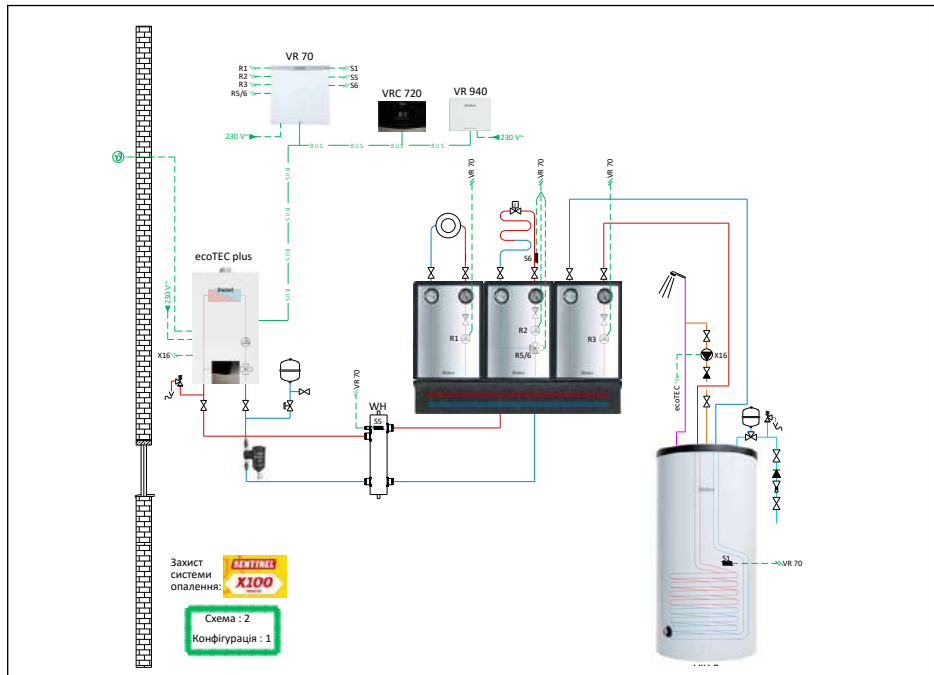 VR 70
R1
R2
R3
R5/6
S1
S5
S6
VRC 720
VR 940
230 V~
230 V~
BUS
BUS
BUS
BUS
BUS
BUS
VR 70
VR 70
VR 70
S6
ecoTEC plus
230 V~
X16
R1
R2
R5/6
R3
X16
ecoTEC
VR 70
WH
S5
S1
VR 70
Захист
системи
опалення:
SENTINEL
X100
Схема : 2
Конфігурація : 1